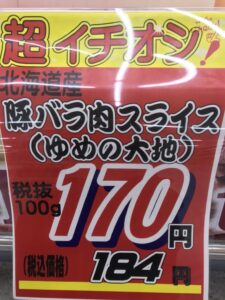 超イチオシ!
北海道産
豚バラ肉スライス
(ゆめの大地)
税抜
100g
170円
(税込価格) 184円